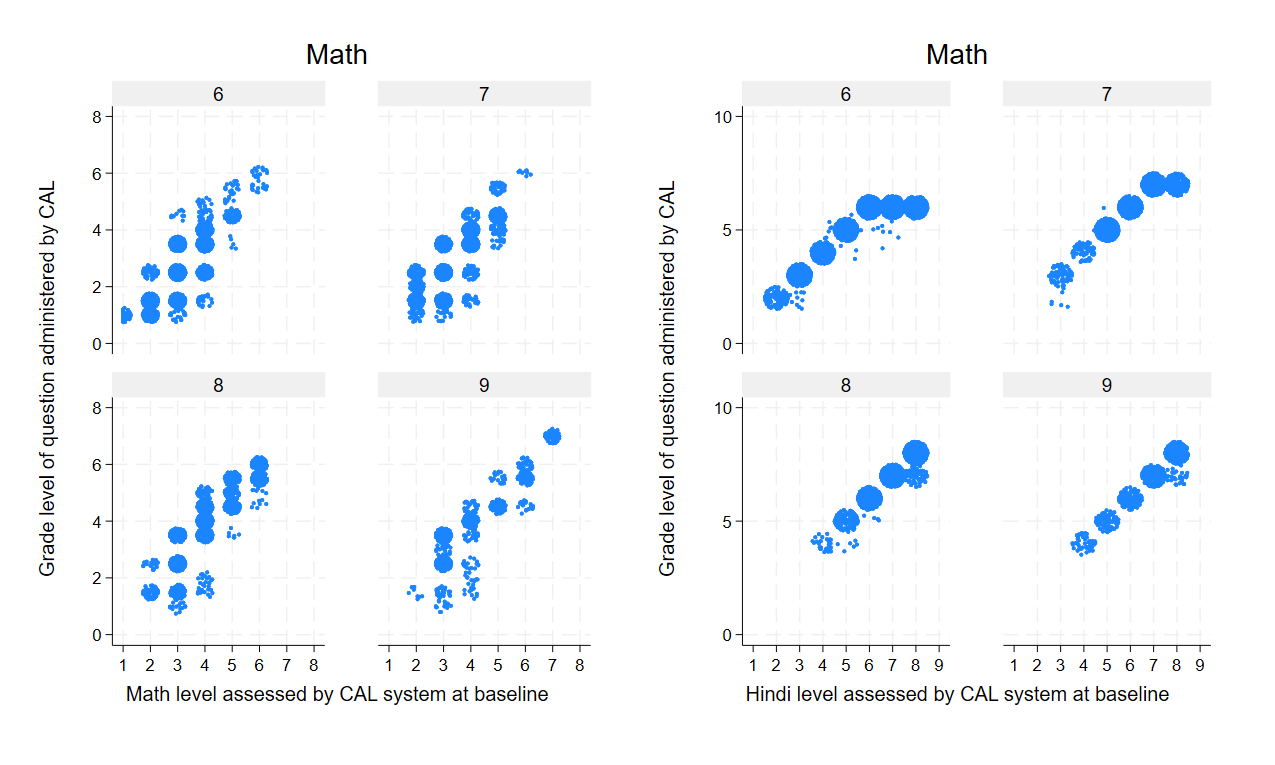 Math
6
7
8
6
4
2
0
8
9
8
6
4
2
0
1 2 3 4 5 6 7 8
1 2 3 4 5 6 7 8
Grade level of question administered by CAL
Math level assessed by CAL system at baseline
Math
6
7
10
5
0
8
9
10
5
0
1 2 3 4 5 6 7 8 9
1 2 3 4 5 6 7 8 9
Grade level of question administered by CAL
Hindi level assessed by CAL system at baseline